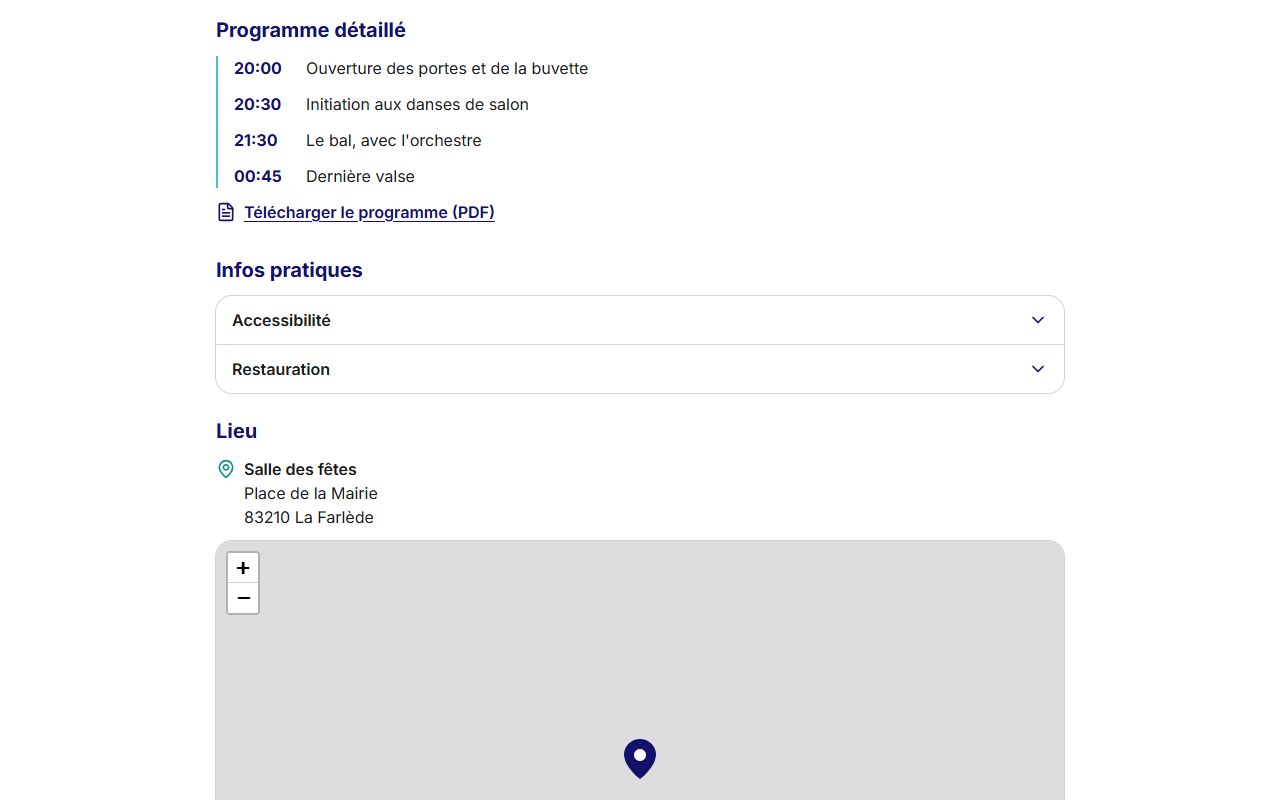 Programme détaillé
20:00 Ouverture des portes et de la buvette
20:30 Initiation aux danses de salon
21:30 Le bal, avec l'orchestre
00:45 Dernière valse
Télécharger le programme (PDF)
Infos pratiques
Accessibilité
Restauration
Lieu
Salle des fêtes
Place de la Mairie
83210 La Farlède
+
−